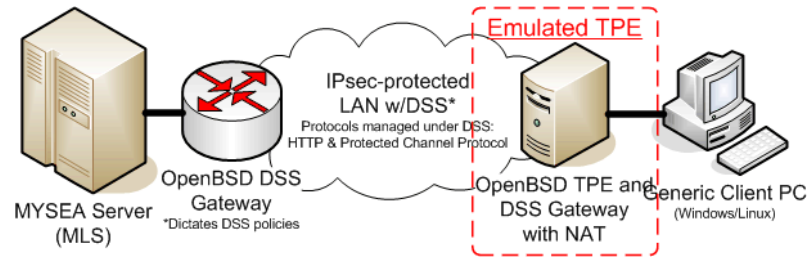 Emulated TPE
IPsec-protected
LAN w/DSS*
Protocols managed under DSS:
HTTP & Protected Channel Protocol
MYSEA Server
(MLS)
OpenBSD DSS
Gateway
*Dictates DSS policies
OpenBSD TPE and
DSS Gateway
with NAT
Generic Client PC
(Windows/Linux)